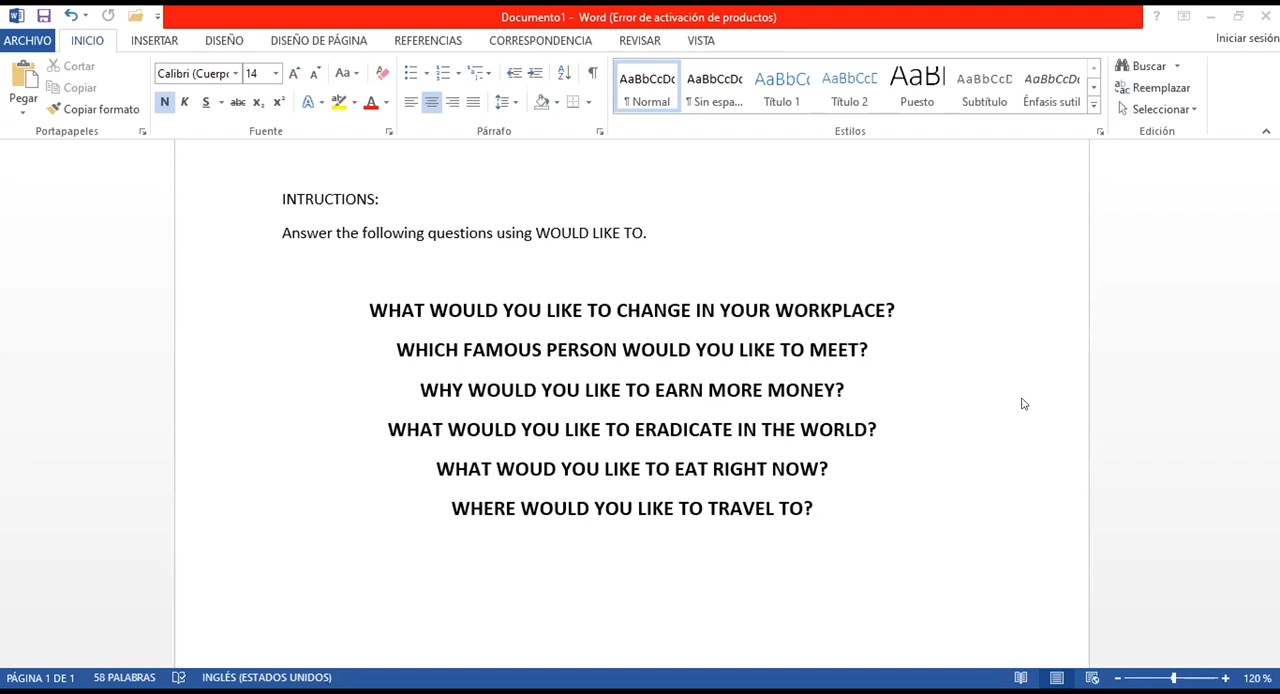 Documento1 - Word (Error de activación de productos)
?
ARCHIVO INICIO INSERTAR DISEÑO DISEÑO DE PÁGINA REFERENCIAS CORRESPONDENCIA REVISAR VISTA Iniciar sesión
Pegar
Cortar
Copiar
Copiar formato
Portapapeles
Calibri (Cuerpo 14
N K S abc x₂ x²
Aa
A
Fuente
Párrafo
AaBbCcDc AaBbCcDc AaBbCc AaBbCcD AaBl AaBbCcD AaBbCcDc
¶ Normal ¶ Sin espa... Título 1 Título 2 Puesto Subtítulo Énfasis sutil
Estilos
Buscar
Reemplazar
Seleccionar
Edición
INTRUCTIONS:
Answer the following questions using WOULD LIKE TO.
WHAT WOULD YOU LIKE TO CHANGE IN YOUR WORKPLACE?
WHICH FAMOUS PERSON WOULD YOU LIKE TO MEET?
WHY WOULD YOU LIKE TO EARN MORE MONEY?
WHAT WOULD YOU LIKE TO ERADICATE IN THE WORLD?
WHAT WOUD YOU LIKE TO EAT RIGHT NOW?
WHERE WOULD YOU LIKE TO TRAVEL TO?
PÁGINA 1 DE 1 58 PALABRAS INGLÉS (ESTADOS UNIDOS) 120 %